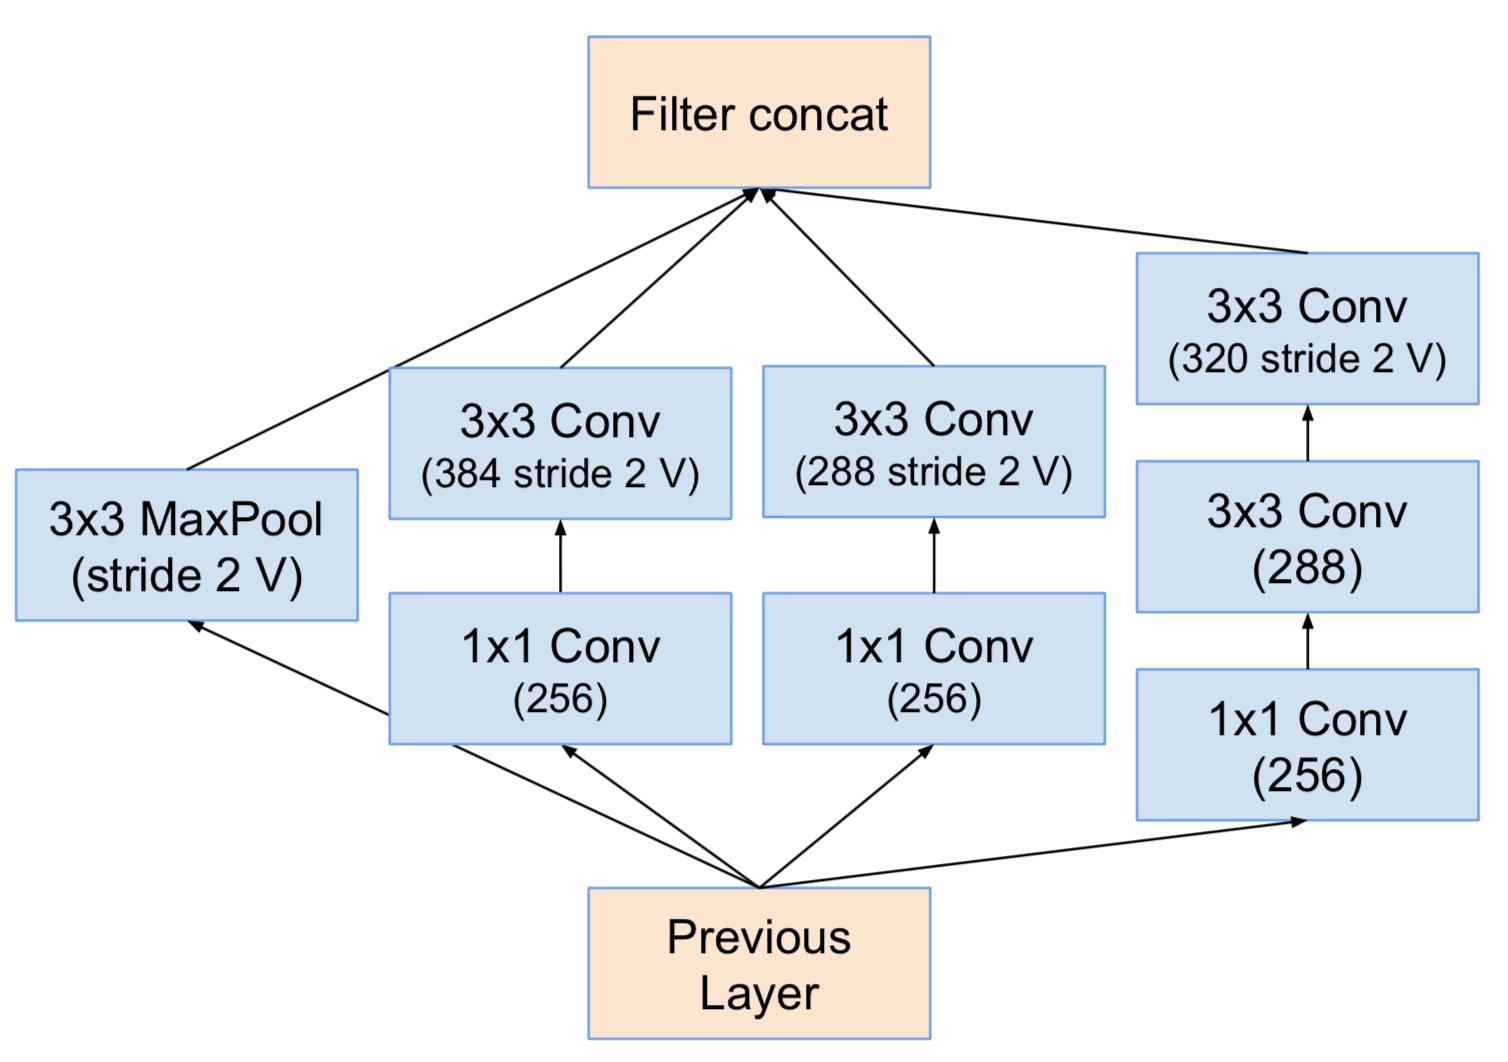 Filter concat
3x3 MaxPool
(stride 2 V)
3x3 Conv
(384 stride 2 V)
1x1 Conv
(256)
3x3 Conv
(288 stride 2 V)
1x1 Conv
(256)
3x3 Conv
(320 stride 2 V)
3x3 Conv
(288)
1x1 Conv
(256)
Previous
Layer